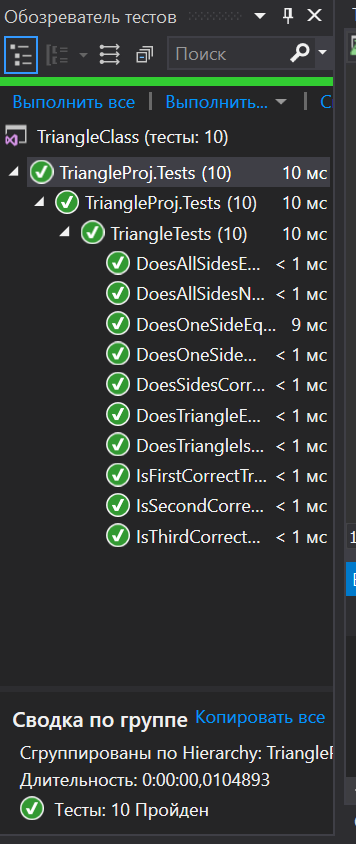 Обозреватель тестов
Поиск
Выполнить все | Выполнить... | С
TriangleClass (тесты: 10)
TriangleProj.Tests (10) 10 мс
TriangleProj.Tests (10) 10 мс
TriangleTests (10) 10 мс
DoesAllSidesE... < 1 мс
DoesAllSidesN... < 1 мс
DoesOneSideEq... 9 мс
DoesOneSide... < 1 мс
DoesSidesCorr... < 1 мс
DoesTriangleE... < 1 мс
DoesTriangleIs... < 1 мс
IsFirstCorrectTr... < 1 мс
IsSecondCorre... < 1 мс
IsThirdCorrect... < 1 мс
Сводка по группе Копировать все
Сгруппированы по Hierarchy: Triangle
Длительность: 0:00:00,0104893
Тесты: 10 Пройден